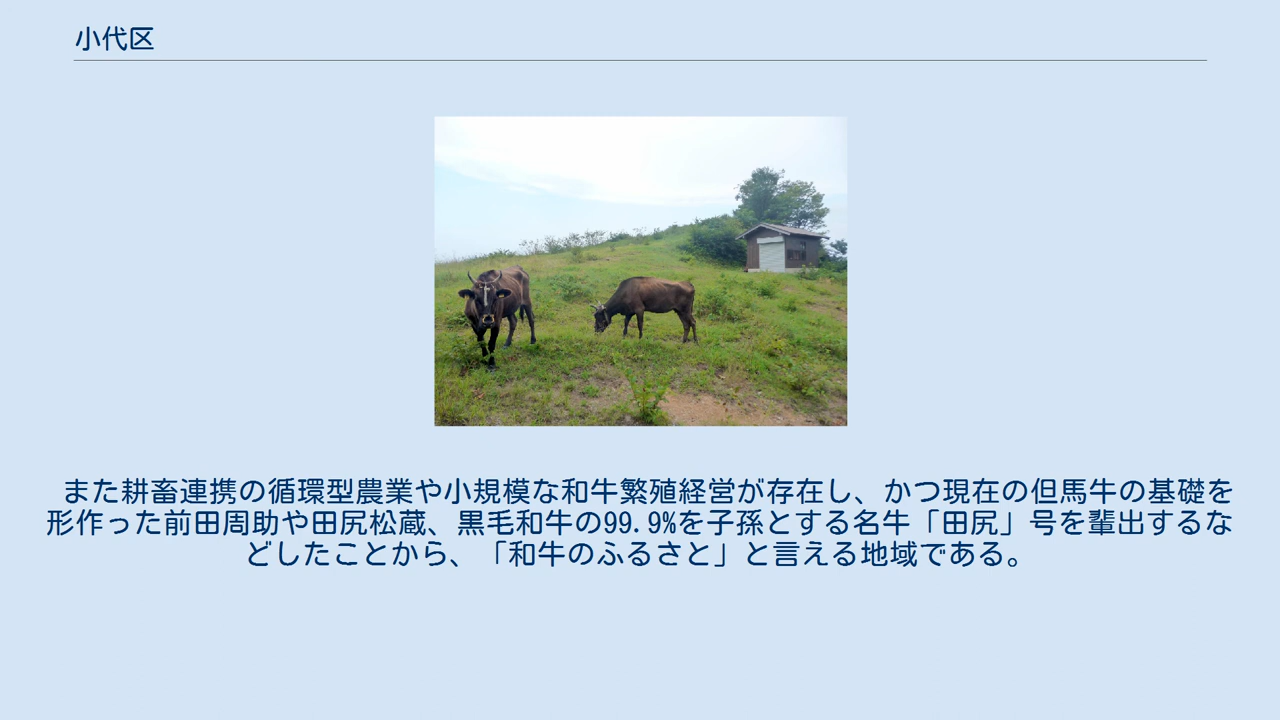 小代区
また耕畜連携の循環型農業や小規模な和牛繁殖経営が存在し、かつ現在の但馬牛の基礎を
形作った前田周助や田尻松蔵、黒毛和牛の99.9%を子孫とする名牛「田尻」号を輩出するな
どしたことから、「和牛のふるさと」と言える地域である。